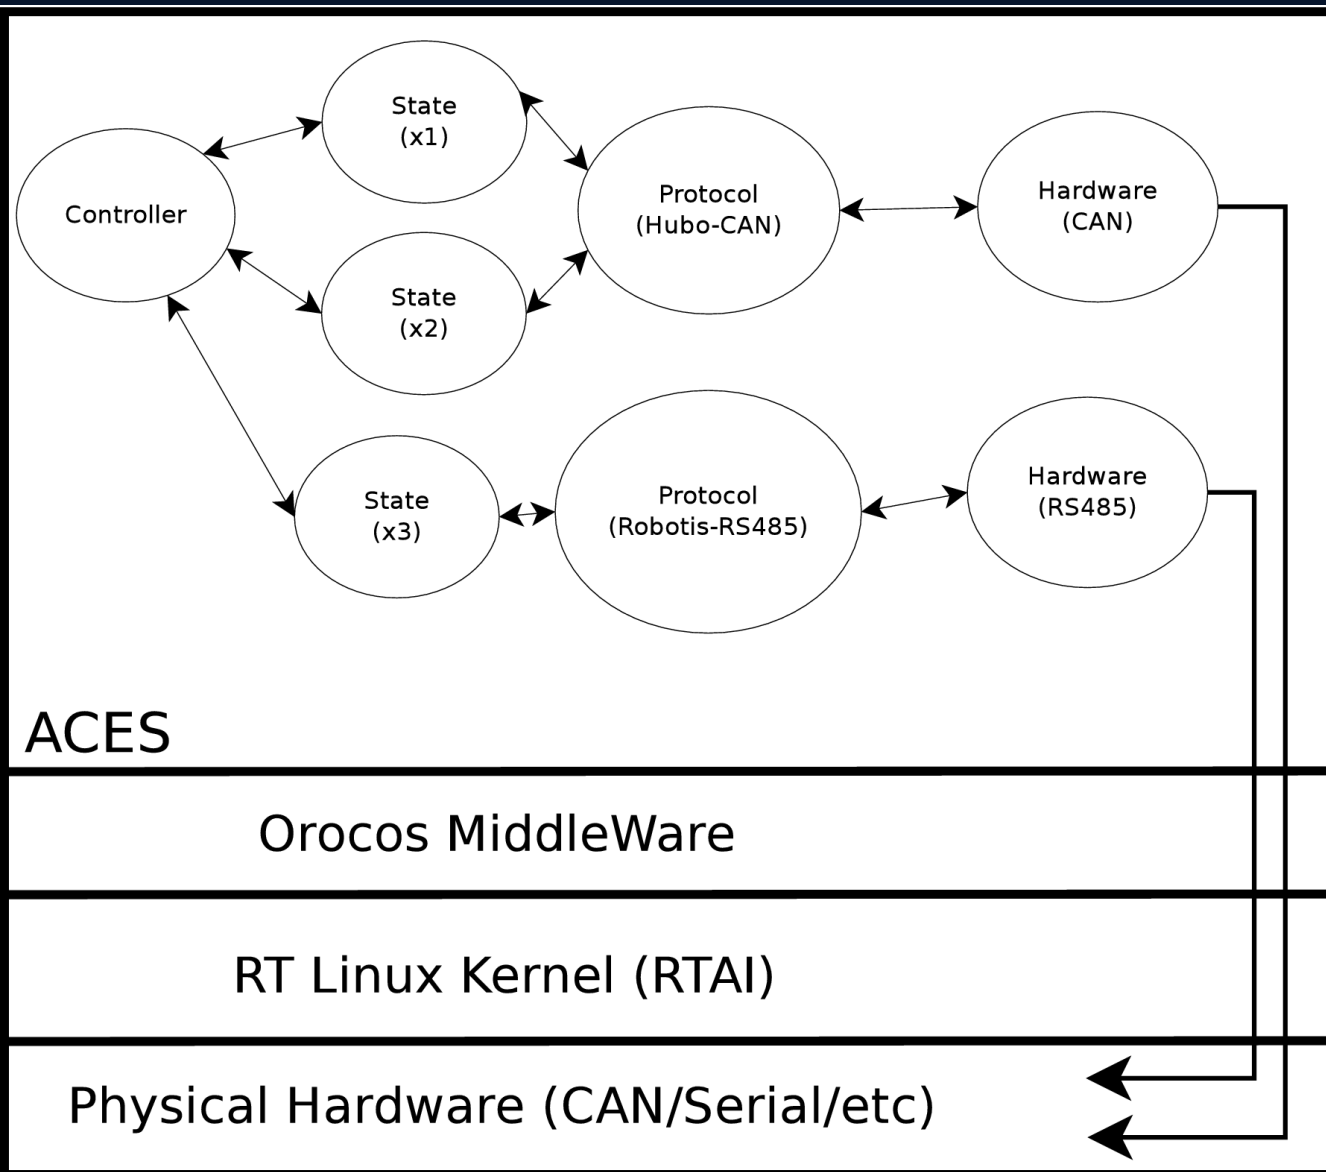 State
(x1)
Controller
Protocol
(Hubo-CAN)
Hardware
(CAN)
State
(x2)
State
(x3)
Protocol
(Robotis-RS485)
Hardware
(RS485)
ACES
Orocos MiddleWare
RT Linux Kernel (RTAI)
Physical Hardware (CAN/Serial/etc)